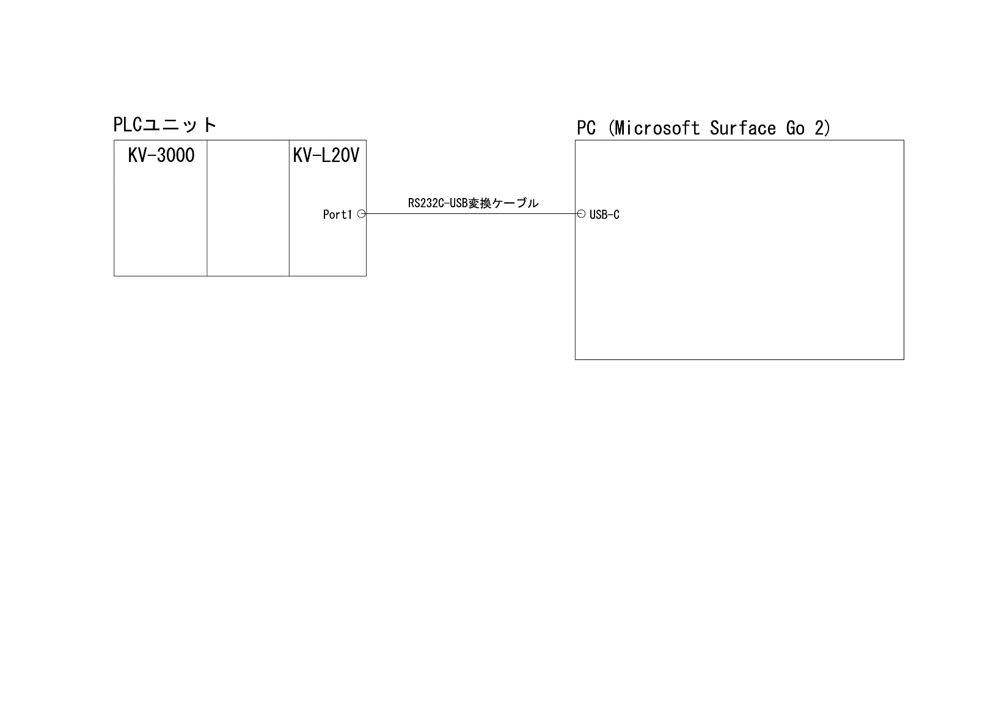 PLCユニット
PC (Microsoft Surface Go 2)
KV-3000
KV-L20V
RS232C-USB変換ケーブル
Port1
USB-C